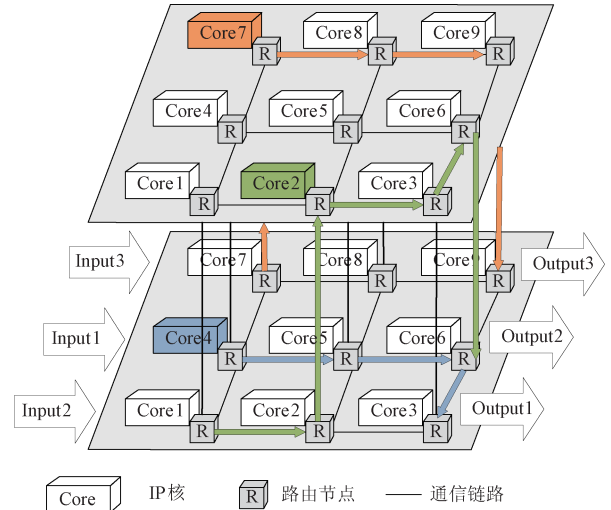 Core7 Core8 Core9
R R R
Core4 Core5 Core6
R R R
Core1 Core2 Core3
R R R
Input3 Core7 Core8 Core9 Output3
R R R
Input1 Core4 Core5 Core6 Output2
R R R
Input2 Core1 Core2 Core3 Output1
R R R
Core IP核 R 路由节点 通信链路